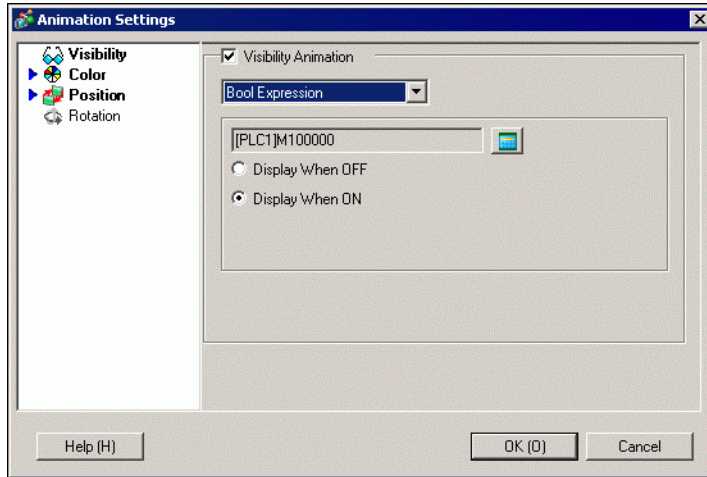 Animation Settings
Visibility
Color
Position
Rotation
Visibility Animation
Bool Expression
[PLC1]M100000
Display When OFF
Display When ON
Help (H)
OK (O)
Cancel